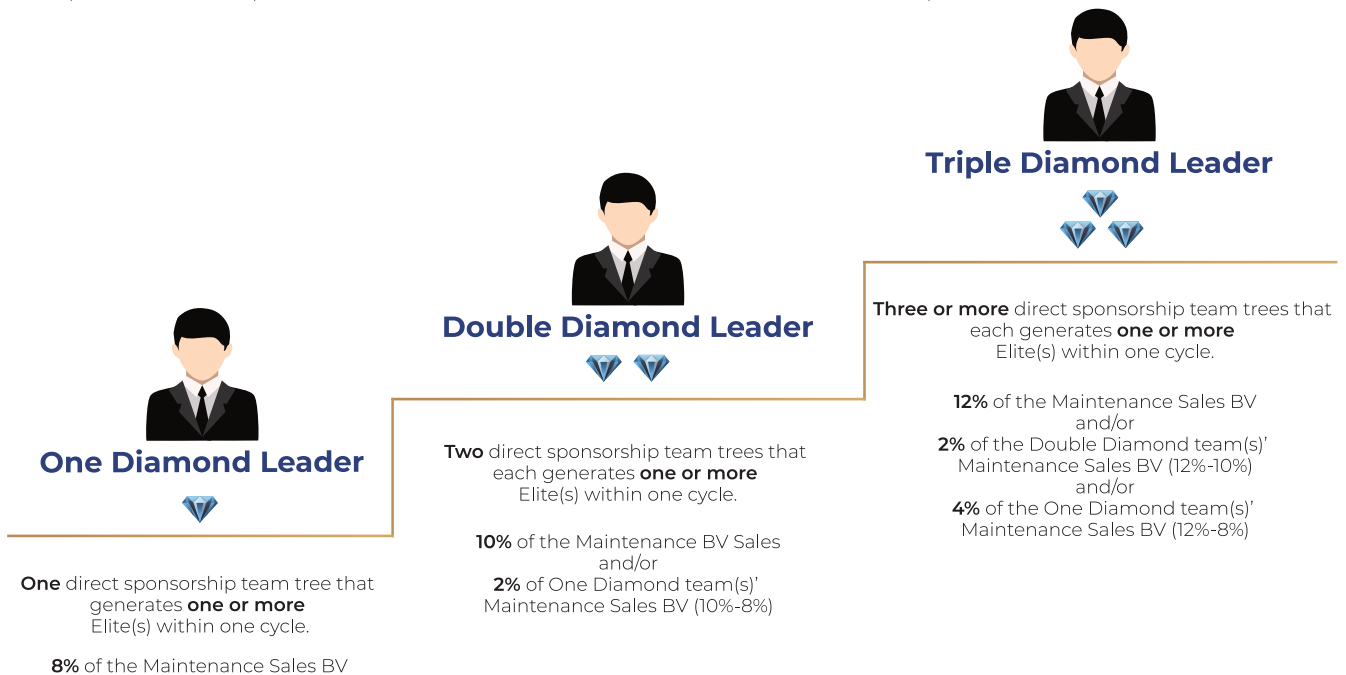 One Diamond Leader
One direct sponsorship team tree that
generates one or more
Elite(s) within one cycle.
8% of the Maintenance Sales BV
Double Diamond Leader
Two direct sponsorship team trees that
each generates one or more
Elite(s) within one cycle.
10% of the Maintenance BV Sales
and/or
2% of One Diamond team(s)’
Maintenance Sales BV (10%-8%)
Triple Diamond Leader
Three or more direct sponsorship team trees that
each generates one or more
Elite(s) within one cycle.
12% of the Maintenance Sales BV
and/or
2% of the Double Diamond team(s)’
Maintenance Sales BV (12%-10%)
and/or
4% of the One Diamond team(s)’
Maintenance Sales BV (12%-8%)